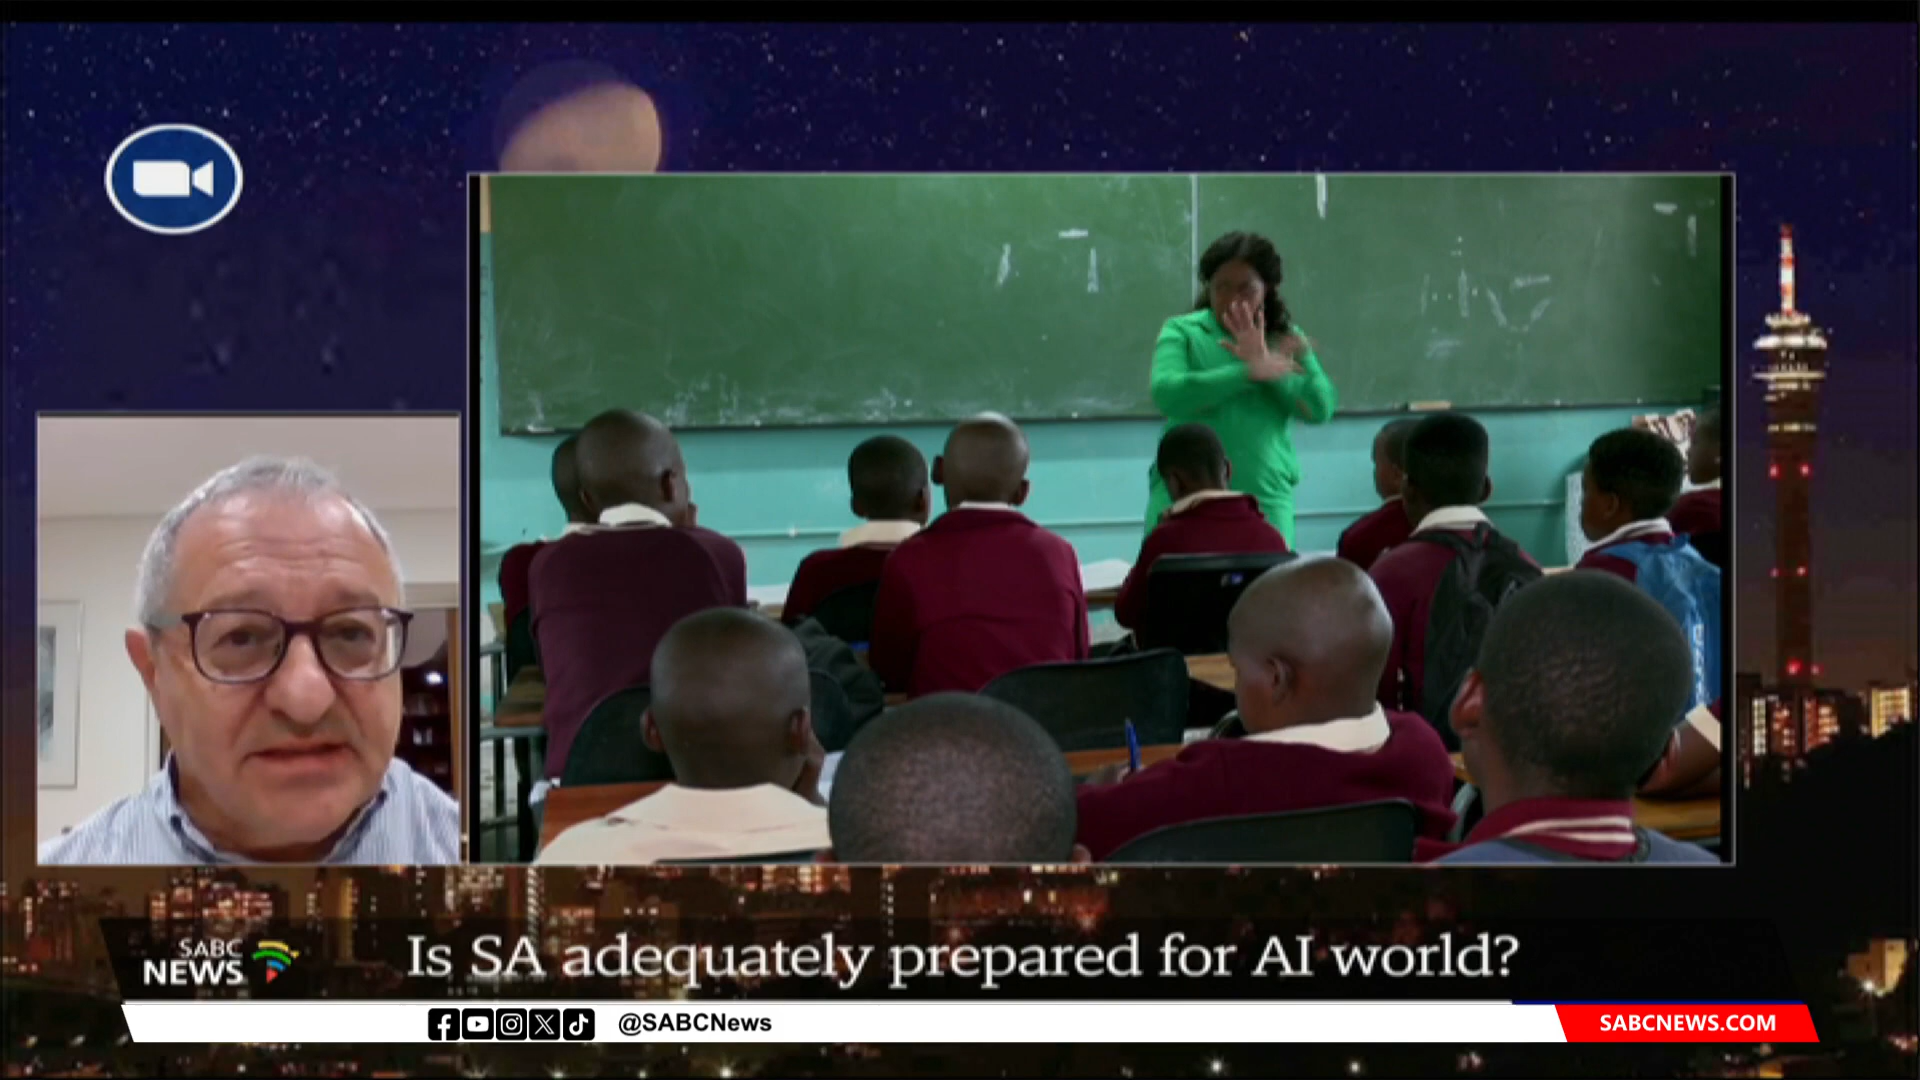 SABC
NEWS
Is SA adequately prepared for AI world?
@SABCNews
SABCNEWS.COM